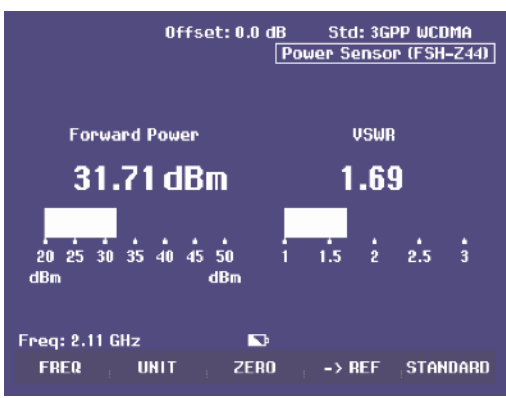 Offset: 0.0 dB Std: 3GPP WCDMA
Power Sensor (FSH-Z44)
Forward Power VSWR
31.71 dBm 1.69
20 25 30 35 40 45 50 1 1.5 2 2.5 3
dBm dBm
Freq: 2.11 GHz
FREQ UNIT ZERO -> REF STANDARD